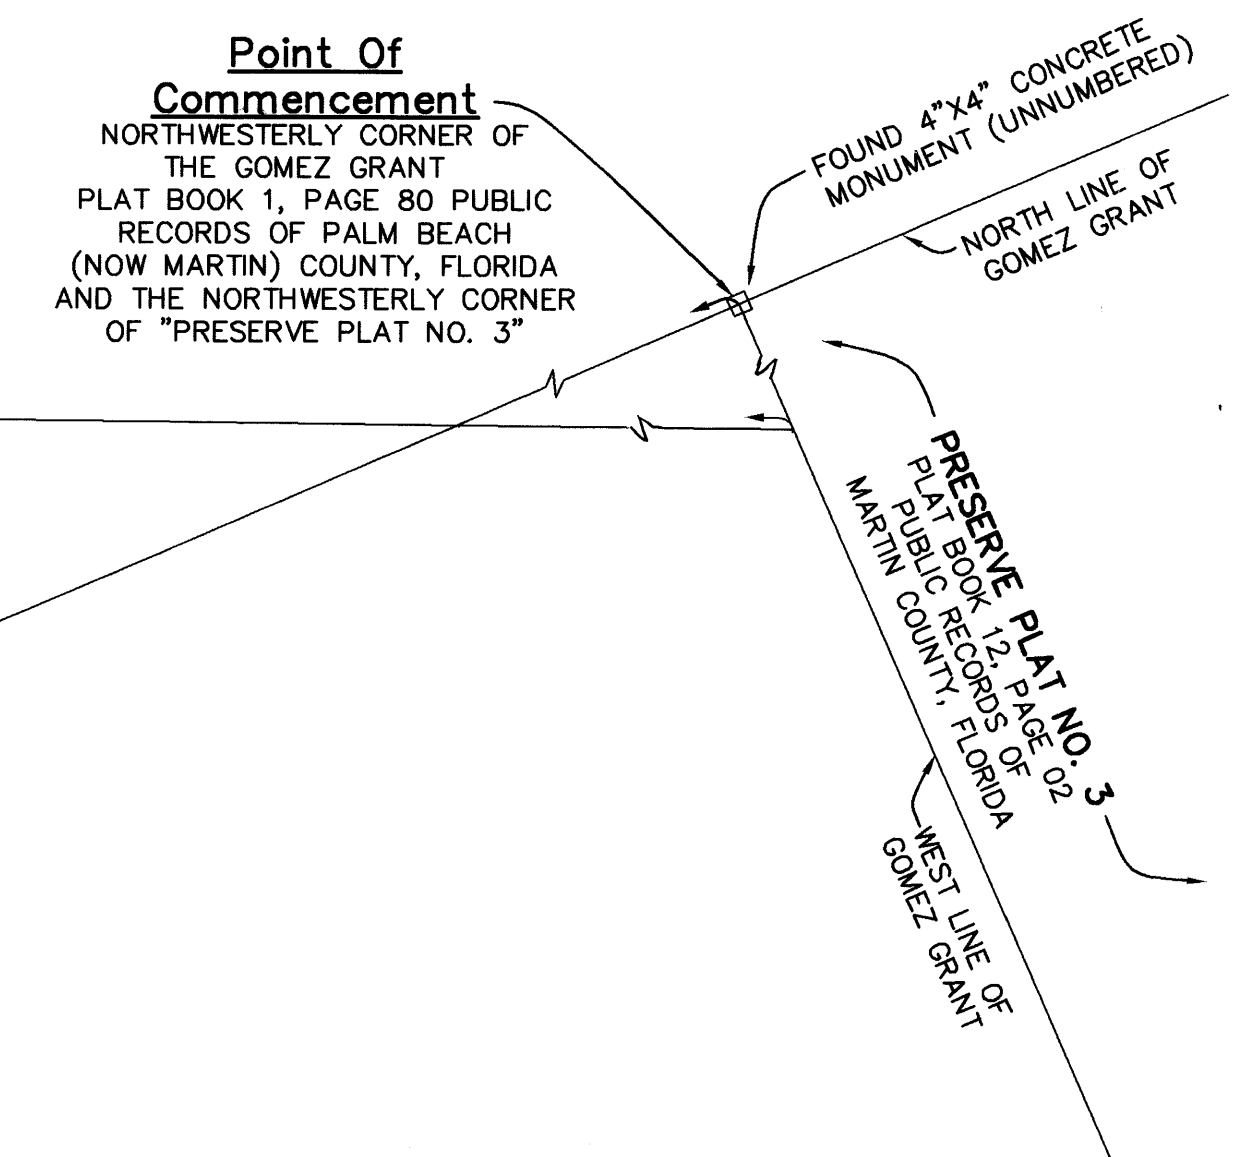 Point Of
Commencement
NORTHWESTERLY CORNER OF
THE GOMEZ GRANT
PLAT BOOK 1, PAGE 80 PUBLIC
RECORDS OF PALM BEACH
(NOW MARTIN) COUNTY, FLORIDA
AND THE NORTHWESTERLY CORNER
OF "PRESERVE PLAT NO. 3"
FOUND 4"X4" CONCRETE
MONUMENT (UNNUMBERED)
NORTH LINE OF
GOMEZ GRANT
PRESERVE PLAT NO. 3
PLAT BOOK 12, PAGE 02
PUBLIC RECORDS OF
MARTIN COUNTY, FLORIDA
WEST LINE OF
GOMEZ GRANT